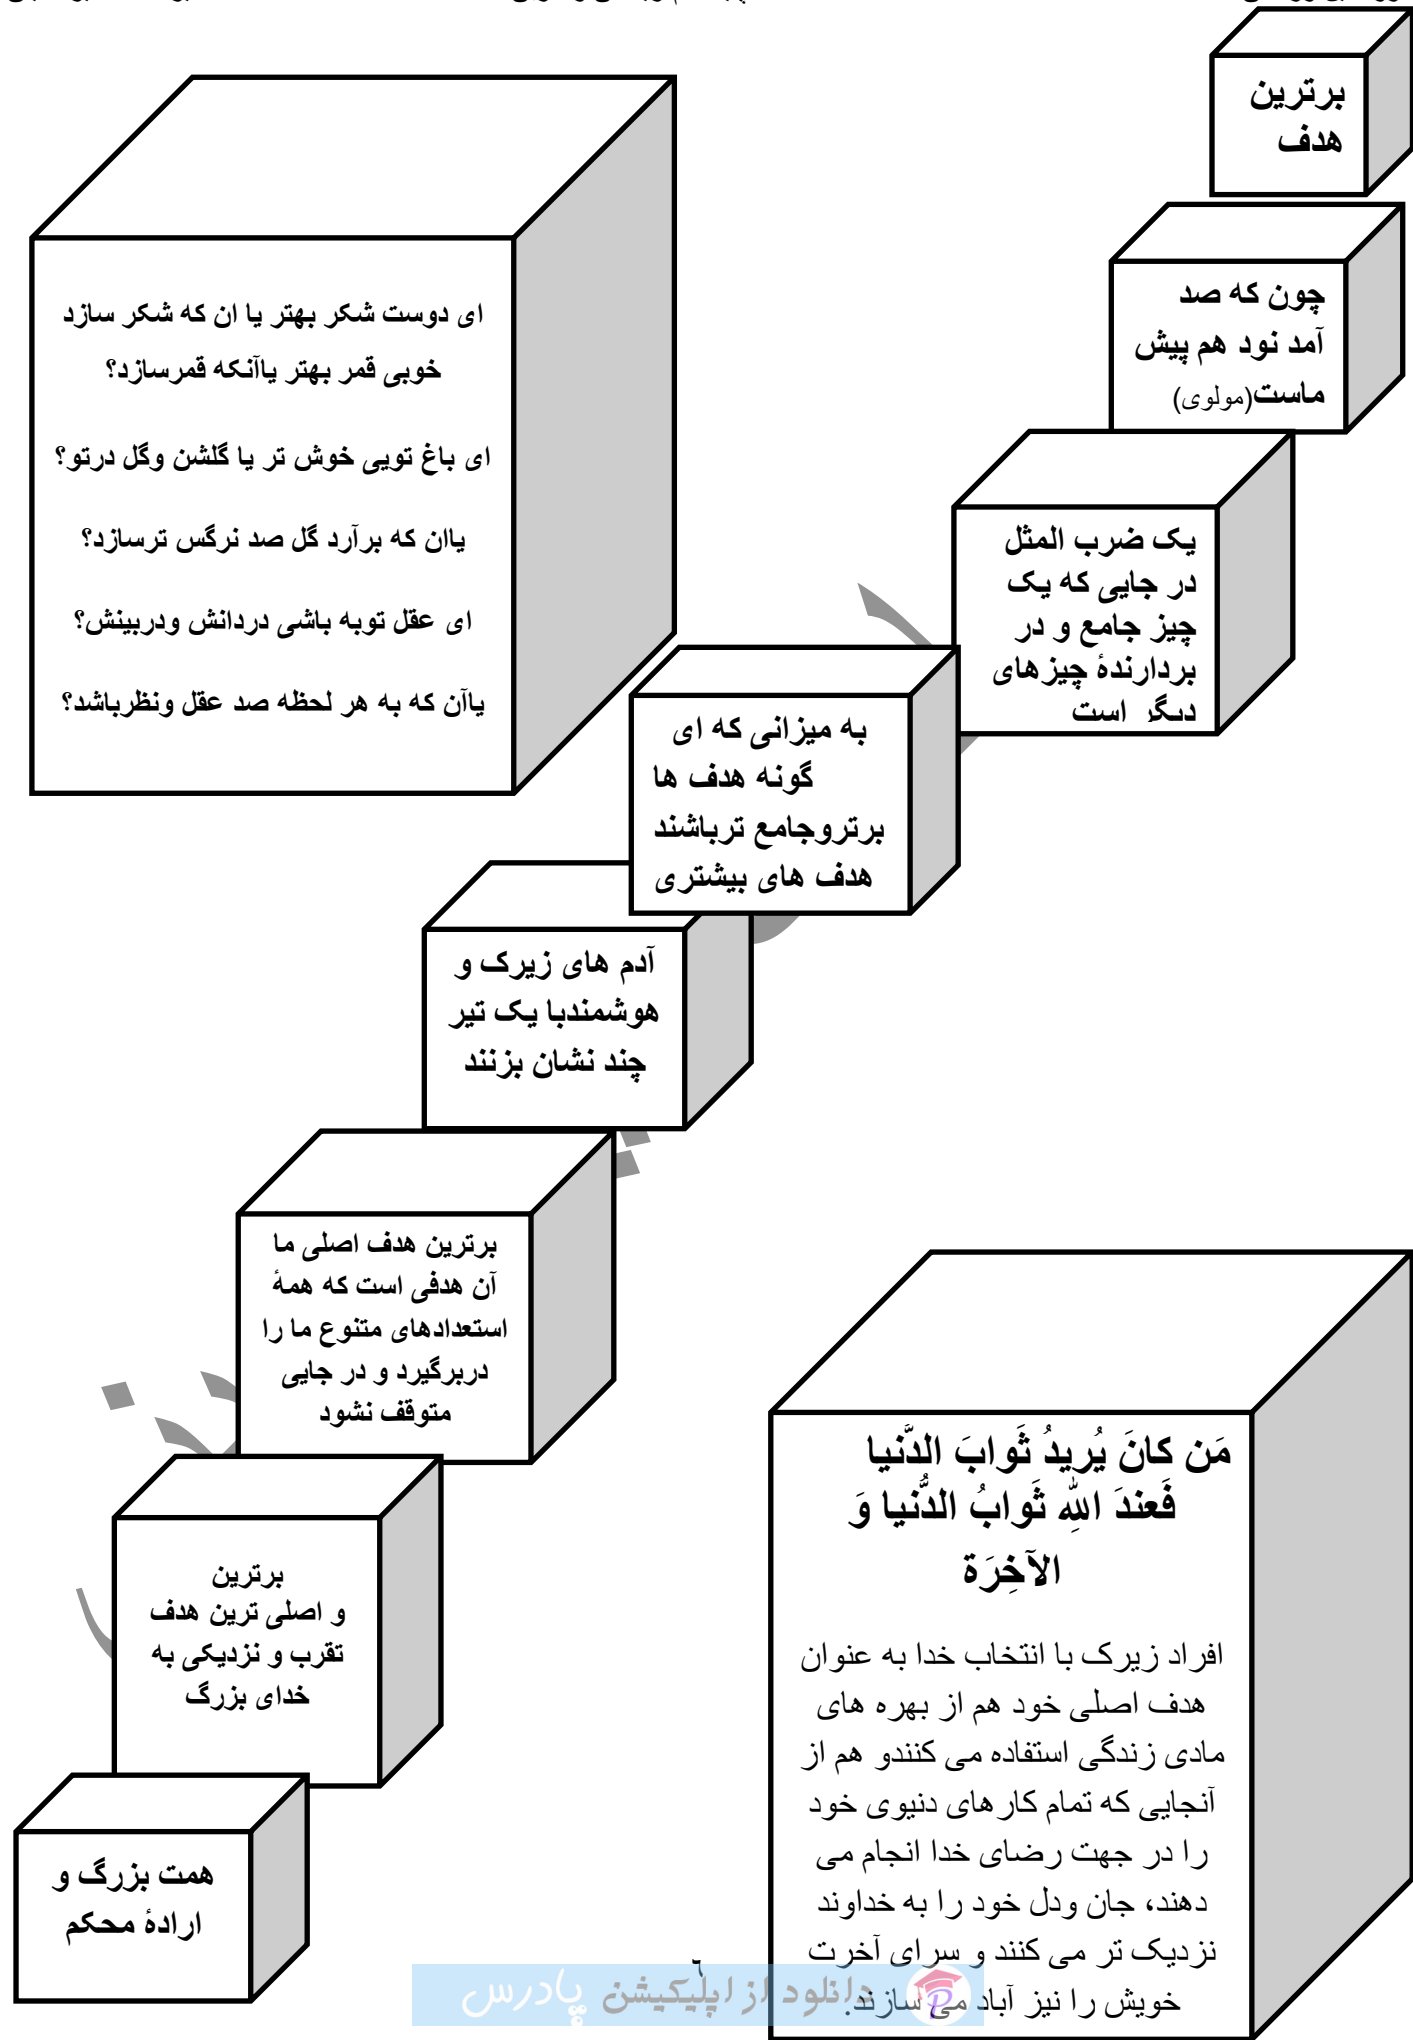 برترین
هدف
چون که صد
آمد نود هم پیش
ماست(مولوی)
یک ضرب المثل
در جایی که یک
چیز جامع و در
بردارندهٔ چیزهای
دیگر است
به میزانی که ای
گونه هدف ها
برتروجامع ترباشند
هدف های بیشتری
آدم های زیرک و
هوشمندبا یک تیر
چند نشان بزنند
برترین هدف اصلی ما
آن هدفی است که همهٔ
استعدادهای متنوع ما را
دربرگیرد و در جایی
متوقف نشود
برترین
و اصلی ترین هدف
تقرب و نزدیکی به
خدای بزرگ
همت بزرگ و
ارادهٔ محکم
ای دوست شکر بهتر یا ان که شکر سازد
خوبی قمر بهتر یاآنکه قمرسازد؟
ای باغ تویی خوش تر یا گلشن وگل درتو؟
یاان که برآرد گل صد نرگس ترسازد؟
ای عقل توبه باشی دردانش ودربینش؟
یاآن که به هر لحظه صد عقل ونظرباشد؟
مَن كانَ يُريدُ ثَوابَ الدَّنيا
فَعندَ اللهِ ثَوابُ الدُّنيا وَ
الآخِرَة
افراد زیرک با انتخاب خدا به عنوان
هدف اصلی خود هم از بهره های
مادی زندگی استفاده می کنندو هم از
آنجایی که تمام کارهای دنیوی خود
را در جهت رضای خدا انجام می
دهند، جان ودل خود را به خداوند
نزدیک تر می کنند و سرای آخرت
خویش را نیز آباد می سازند.
٦
دانلود از اپلیکیشن پادرس